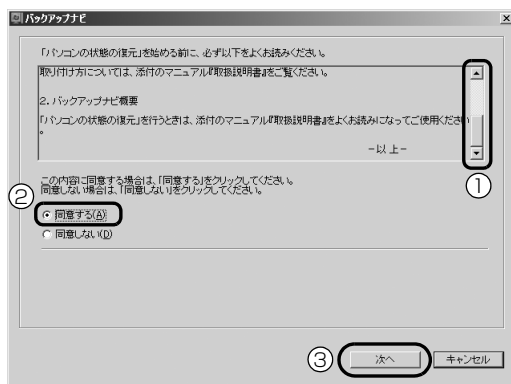 バックアップナビ
「パソコンの状態の復元」を始める前に、必ず以下をよくお読みください。
取り付け方については、添付のマニュアル『取扱説明書』をご覧ください。
2. バックアップナビ概要
「パソコンの状態の復元」を行うときは、添付のマニュアル『取扱説明書』をよくお読みになってご使用ください
。
-以 上-
①
この内容に同意する場合は、「同意する」をクリックしてください。
同意しない場合は、「同意しない」をクリックしてください。
②
同意する(A)
同意しない(D)
③
次へ
キャンセル